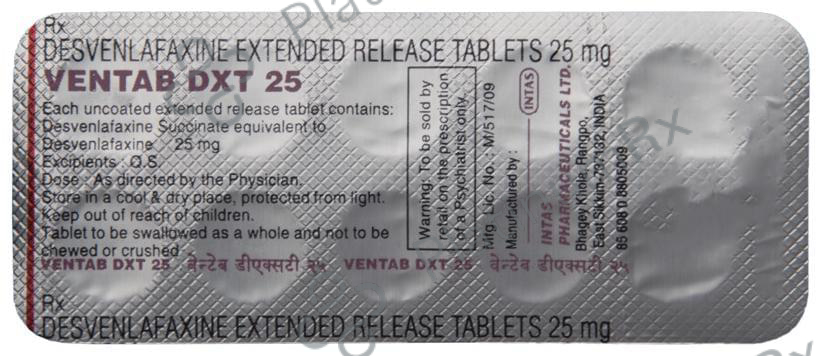 Rx
DESVENLAFAXINE EXTENDED RELEASE TABLETS 25 mg
VENTAB DXT 25
Each uncoated extended release tablet contains:
Desvenlafaxine Succinate equivalent to
Desvenlafaxine 25 mg
Excipients : Q.S.
Dose : As directed by the Physician.
Store in a cool & dry place, protected from light.
Keep out of reach of children.
Tablet to be swallowed as a whole and not to be
chewed or crushed
Warning: To be sold by
retail on the prescription
of a Psychiatrist only.
Mfg. Lic. No. : M/517/09
Manufactured by :
INTAS
INTAS
PHARMACEUTICALS LTD.
Bhagey Khola, Rangpo,
East Sikkim-737132, INDIA
65 608 0 8805009
VENTAB DXT 25 वेन्टेब डीएक्सटी २५ VENTAB DXT 25 वेन्टेब डीएक्सटी २५
Rx
DESVENLAFAXINE EXTENDED RELEASE TABLETS 25 mg